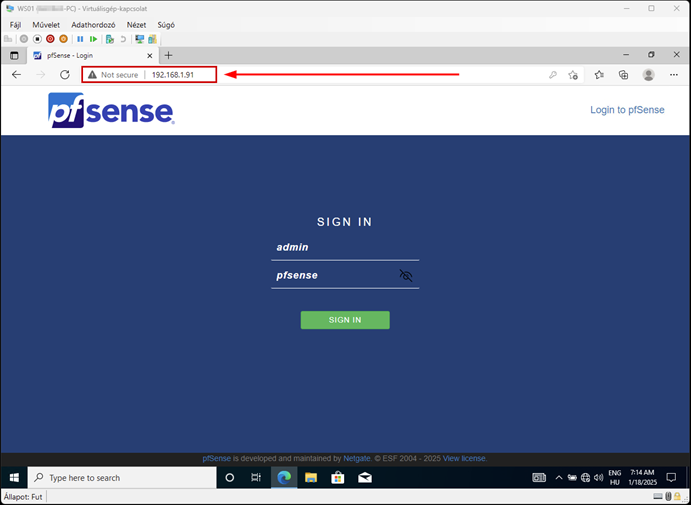 WS01 -PC) - Virtuálisgép-kapcsolat
Fájl Művelet Adathordozó Nézet Súgó
pfSense - Login
Not secure 192.168.1.91
pfsense
Login to pfSense
SIGN IN
admin
pfsense
SIGN IN
pfSense is developed and maintained by Netgate. © ESF 2004 - 2025 View license.
Type here to search
ENG
HU
7:14 AM
1/18/2025
Állapot: Fut